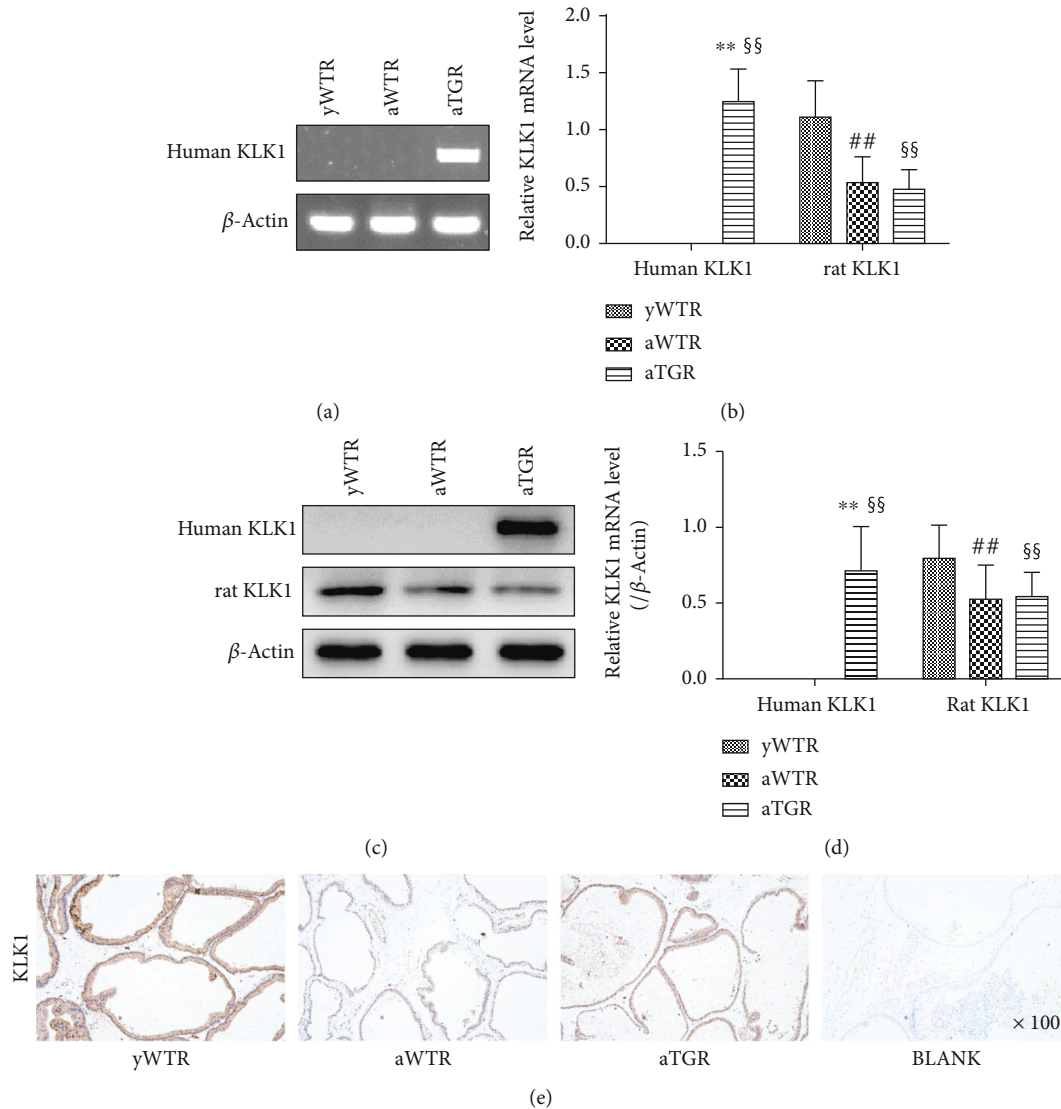 yWTR
aWTR
aTGR
Human KLK1
β-Actin
(a)
Relative KLK1 mRNA level
2.0
1.5
1.0
0.5
0.0
** §§
##
§§
Human KLK1
rat KLK1
yWTR
aWTR
aTGR
(b)
yWTR
aWTR
aTGR
Human KLK1
rat KLK1
β-Actin
(c)
Relative KLK1 mRNA level
(/β-Actin)
1.5
1.0
0.5
0.0
** §§
##
§§
Human KLK1
Rat KLK1
yWTR
aWTR
aTGR
(d)
KLK1
× 100
yWTR
aWTR
aTGR
BLANK
(e)